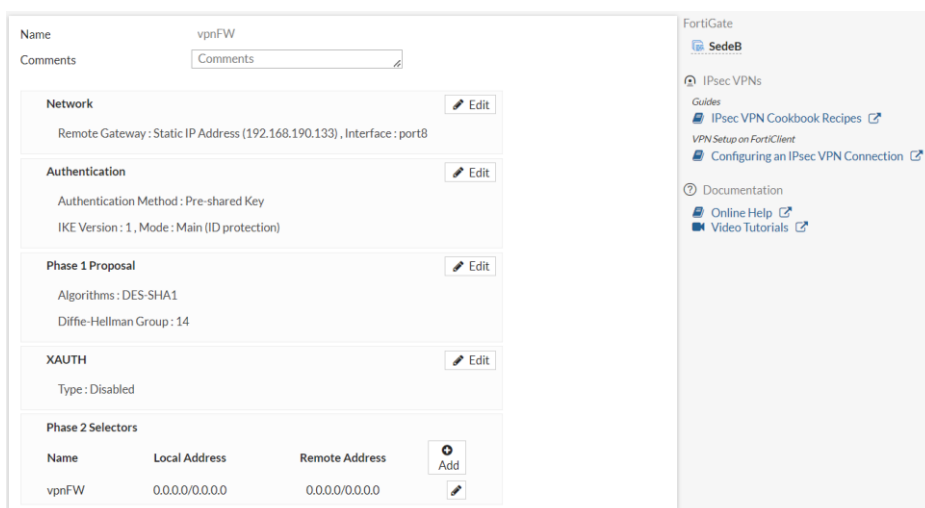 Name vpnFW
Comments Comments
Network Edit
Remote Gateway : Static IP Address (192.168.190.133) , Interface : port8
Authentication Edit
Authentication Method : Pre-shared Key
IKE Version : 1 , Mode : Main (ID protection)
Phase 1 Proposal Edit
Algorithms : DES-SHA1
Diffie-Hellman Group : 14
XAUTH Edit
Type : Disabled
Phase 2 Selectors
Name Local Address Remote Address Add
vpnFW 0.0.0.0/0.0.0.0 0.0.0.0/0.0.0.0
FortiGate
SedeB
IPsec VPNs
Guides
IPsec VPN Cookbook Recipes
VPN Setup on FortiClient
Configuring an IPsec VPN Connection
Documentation
Online Help
Video Tutorials